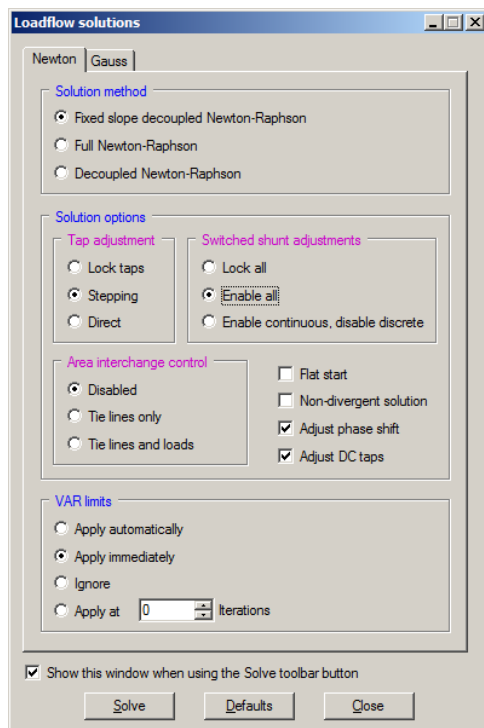 Loadflow solutions
Newton Gauss
Solution method
Fixed slope decoupled Newton-Raphson
Full Newton-Raphson
Decoupled Newton-Raphson
Solution options
Tap adjustment
Lock taps
Stepping
Direct
Switched shunt adjustments
Lock all
Enable all
Enable continuous, disable discrete
Area interchange control
Disabled
Tie lines only
Tie lines and loads
Flat start
Non-divergent solution
Adjust phase shift
Adjust DC taps
VAR limits
Apply automatically
Apply immediately
Ignore
Apply at 0 Iterations
Show this window when using the Solve toolbar button
Solve Defaults Close